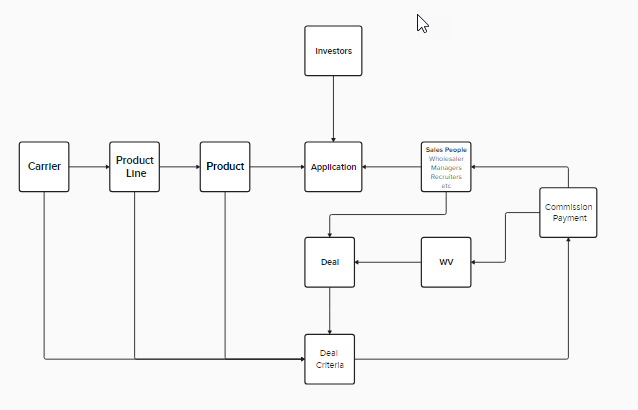 Investors
Carrier
Product
Line
Product
Application
Sales People
Wholesaler
Managers
Recruiters
etc
Commission
Payment
Deal
WV
Deal
Criteria